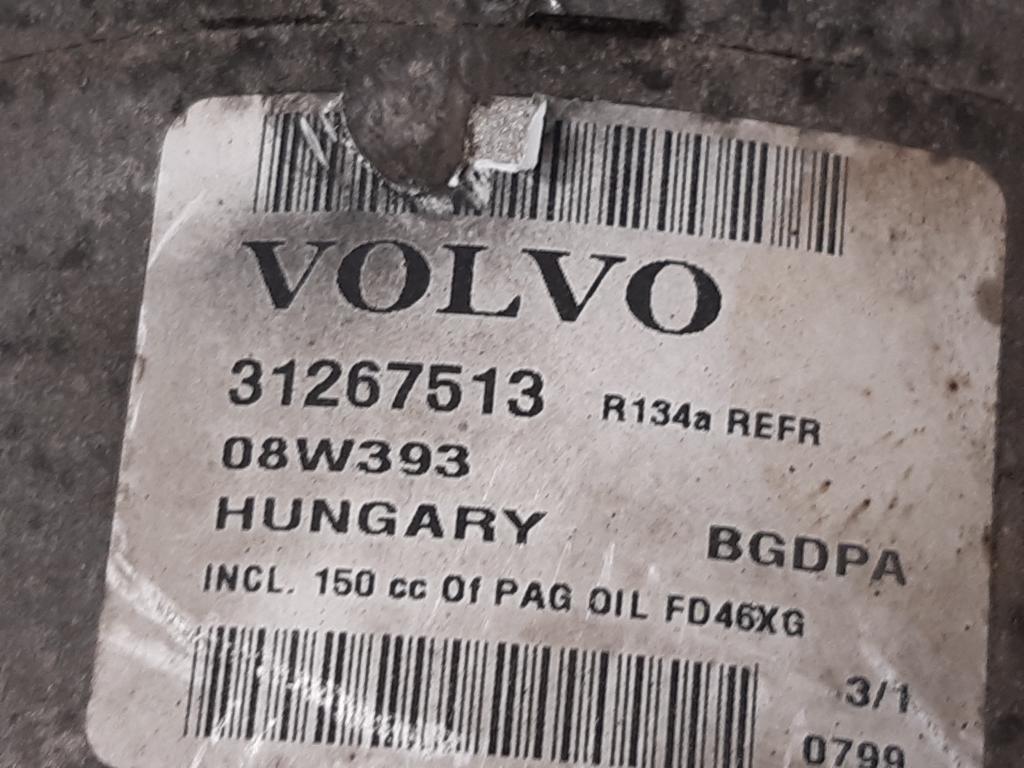 VOLVO
31267513 R134a REFR
08W393
HUNGARY BGDPA
INCL. 150 cc Of PAG OIL FD46XG
3/1
0799